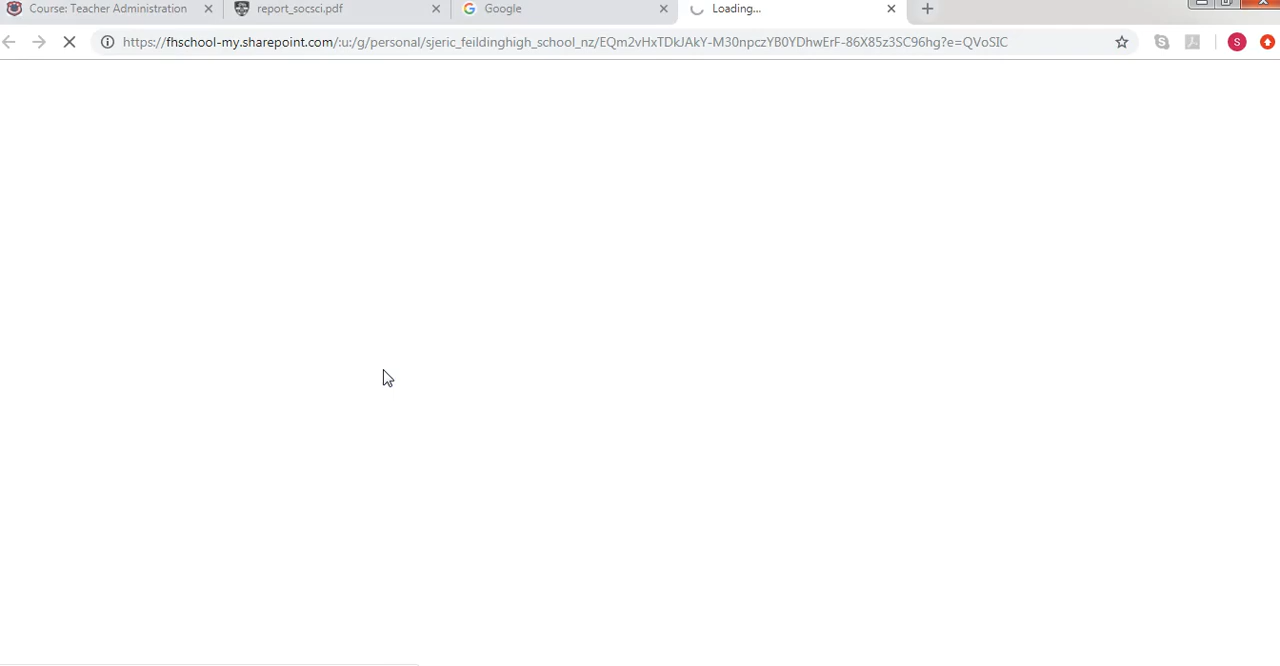 Course: Teacher Administration
report_socsci.pdf
Google
Loading...
https://fhschool-my.sharepoint.com/:u:/g/personal/sjeric_feildinghigh_school_nz/EQm2vHxTDkJAkY-M30npczYB0YDhwErF-86X85z3SC96hg?e=QVoSIC
S